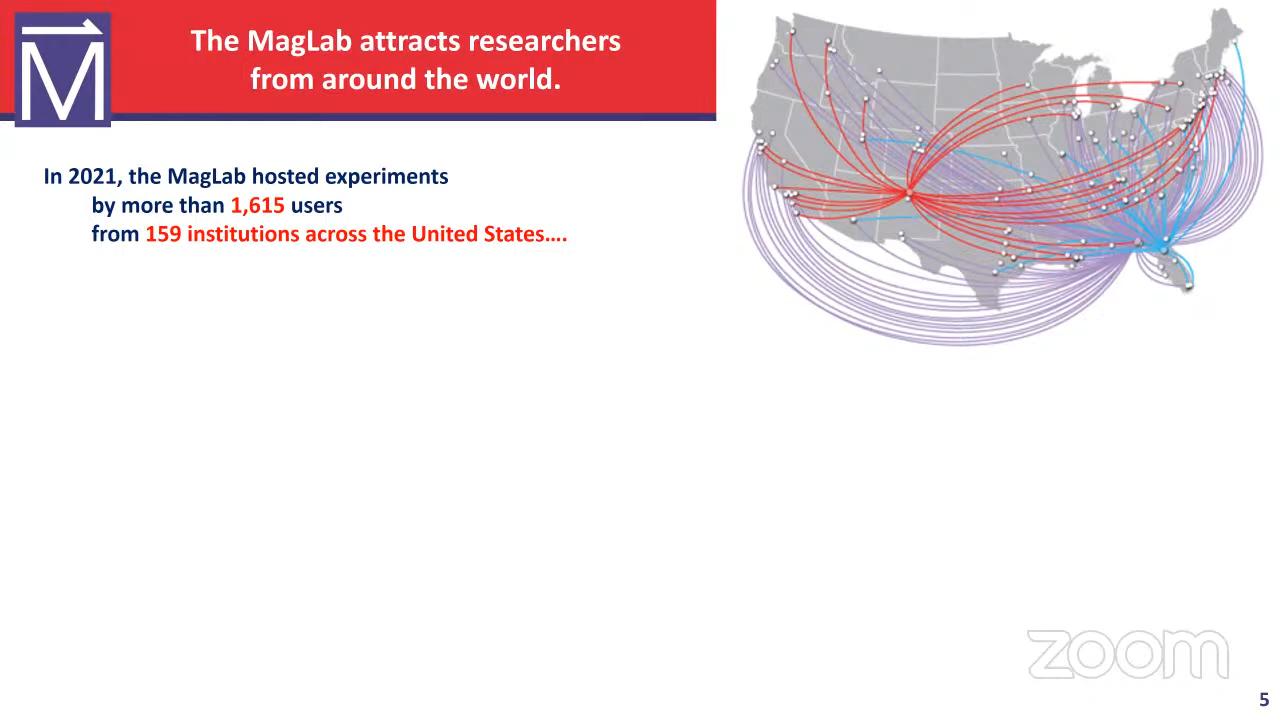 M
The MagLab attracts researchers
from around the world.
In 2021, the MagLab hosted experiments
by more than 1,615 users
from 159 institutions across the United States....
zoom
5